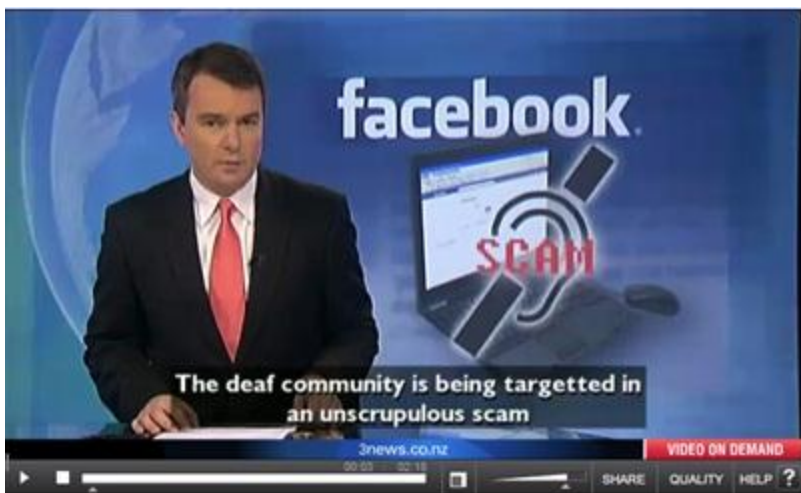 facebook.
SCAM
The deaf community is being targetted in
an unscrupulous scam
3news.co.nz
VIDEO ON DEMAND
00:03 02:18
SHARE QUALITY HELP ?